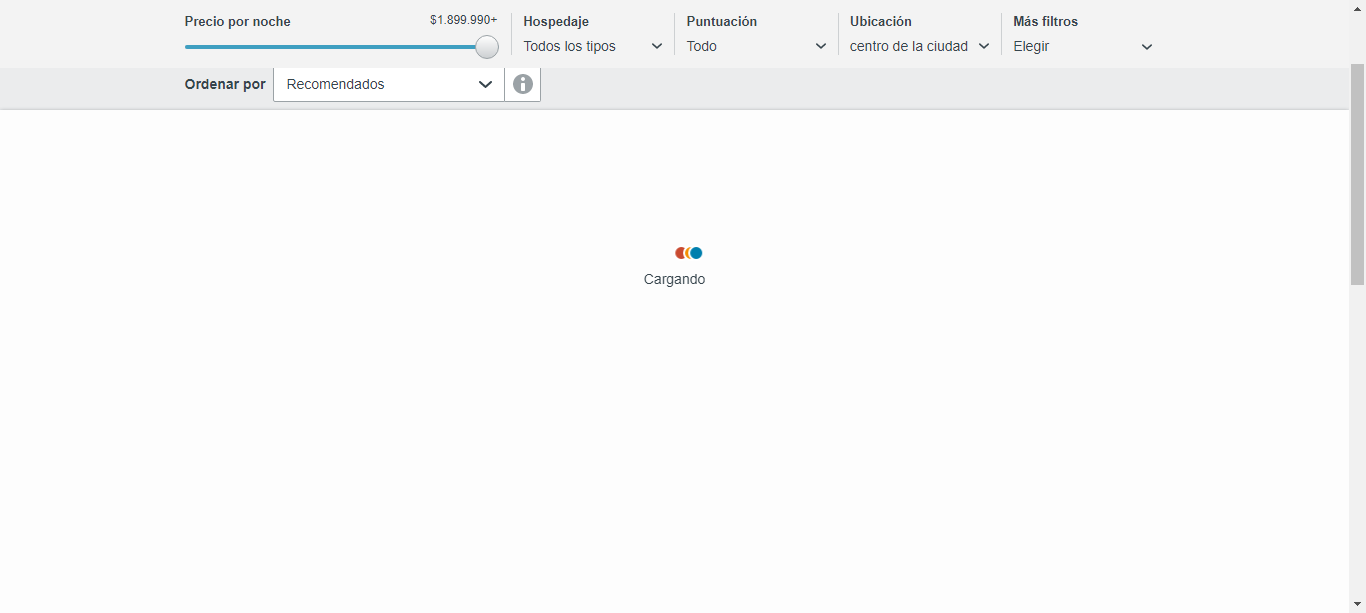 Precio por noche
$1.899.990+
Hospedaje
Todos los tipos
Puntuación
Todo
Ubicación
centro de la ciudad
Más filtros
Elegir
Ordenar por
Recomendados
Cargando